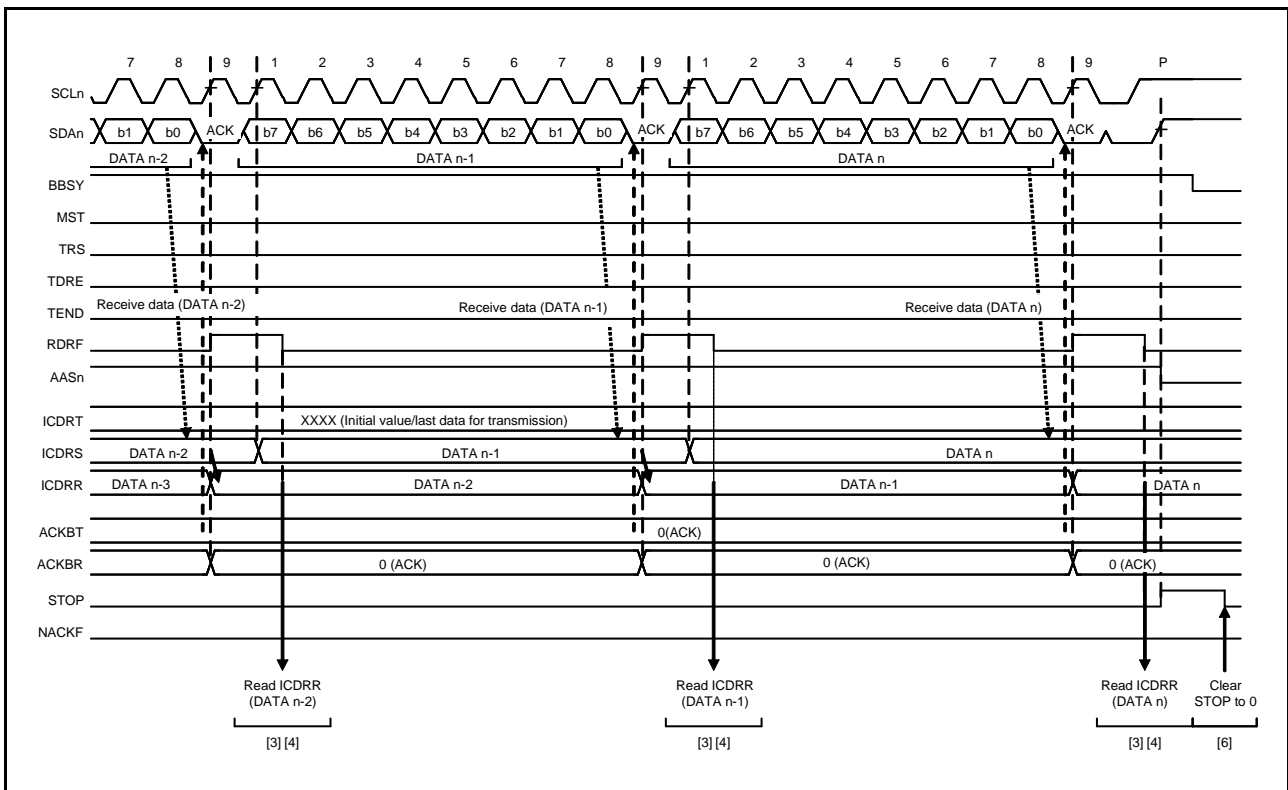 7 8 9 1 2 3 4 5 6 7 8 9 1 2 3 4 5 6 7 8 9 P
SCLn
SDAn b1 b0 ACK b7 b6 b5 b4 b3 b2 b1 b0 ACK b7 b6 b5 b4 b3 b2 b1 b0 ACK
DATA n-2 DATA n-1 DATA n
BBSY
MST
TRS
TDRE
TEND
Receive data (DATA n-2) Receive data (DATA n-1) Receive data (DATA n)
RDRF
AASn
ICDRT XXXX (Initial value/last data for transmission)
ICDRS DATA n-2 DATA n-1 DATA n
ICDRR DATA n-3 DATA n-2 DATA n-1 DATA n
ACKBT 0(ACK)
ACKBR 0 (ACK) 0 (ACK) 0 (ACK)
STOP
NACKF
Read ICDRR Read ICDRR Read ICDRR Clear
(DATA n-2) (DATA n-1) (DATA n) STOP to 0
[3] [4] [3] [4] [3] [4] [6]